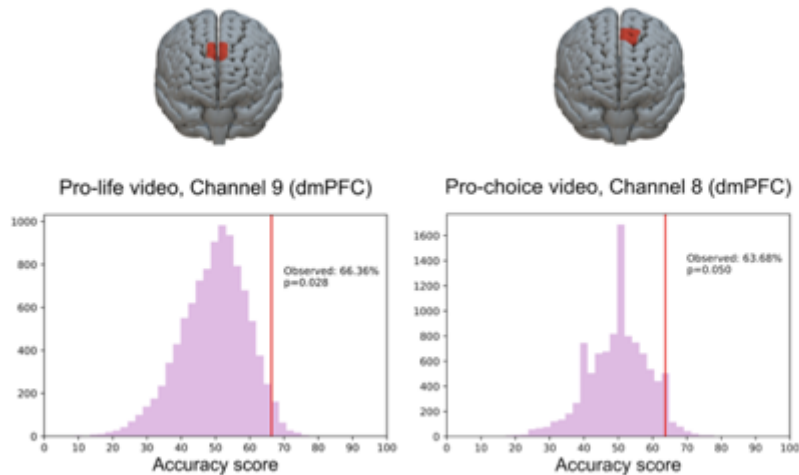 Pro-life video, Channel 9 (dmPFC)
1000
800
600
400
200
0
0 10 20 30 40 50 60 70 80 90 100
Observed: 66.36%
p=0.028
Accuracy score
Pro-choice video, Channel 8 (dmPFC)
1600
1400
1200
1000
800
600
400
200
0
0 10 20 30 40 50 60 70 80 90 100
Observed: 63.68%
p=0.050
Accuracy score